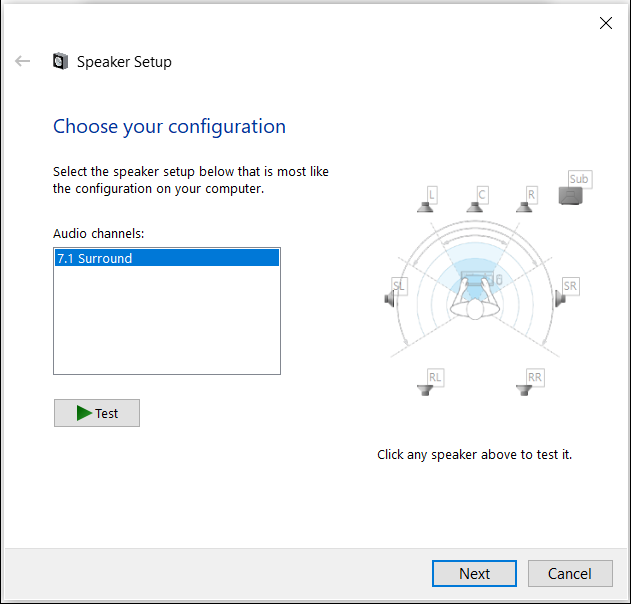 Speaker Setup
Choose your configuration
Select the speaker setup below that is most like
the configuration on your computer.
Audio channels:
7.1 Surround
Test
L
C
R
Sub
SL
SR
RL
RR
Click any speaker above to test it.
Next
Cancel